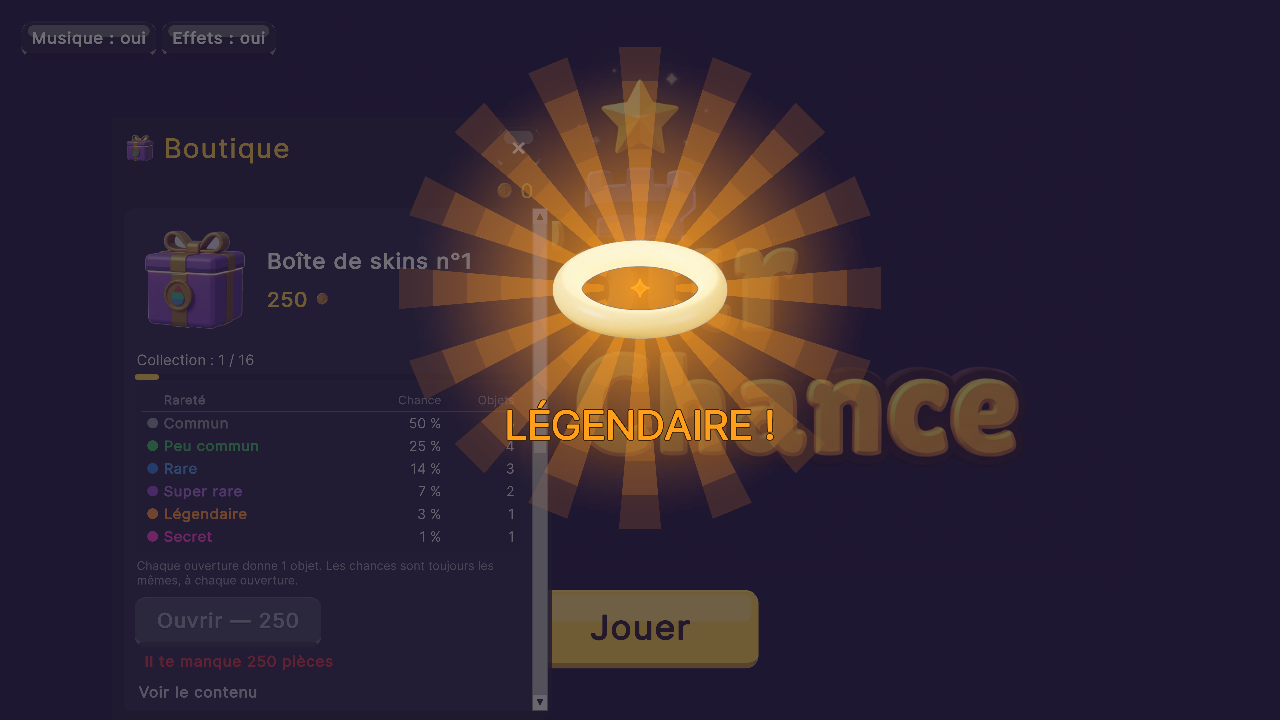 Musique : oui Effets : oui
Boutique
×
0
Boîte de skins n°1
250
Collection : 1 / 16
Rareté Chance Objets
Commun 50 %
Peu commun 25 % 4
Rare 14 % 3
Super rare 7 % 2
Légendaire 3 % 1
Secret 1 % 1
Chaque ouverture donne 1 objet. Les chances sont toujours les
mêmes, à chaque ouverture.
Ouvrir — 250
Il te manque 250 pièces
Voir le contenu
Chance
LÉGENDAIRE !
Jouer